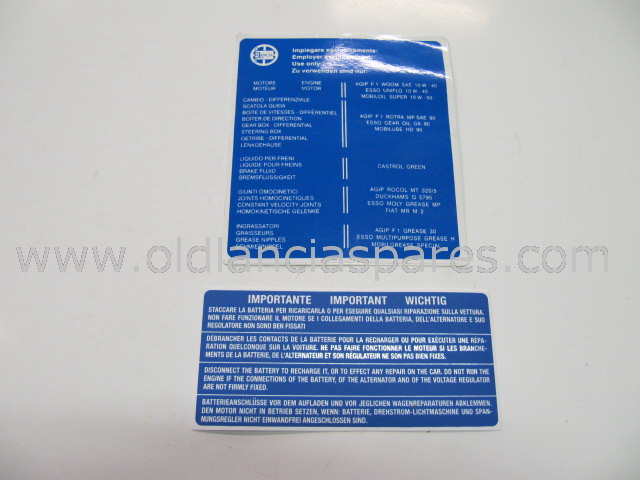 Impiegare esclusivamente:
Employer
Use only
Zu verwenden sind nur:
MOTORE ENGINE
MOTEUR MOTOR
AGIP F.1 WOOM SAE 10 W - 40
ESSO UNIFLO 10 W - 40
MOBILOIL SUPER 10 W - 50
CAMBIO - DIFFERENZIALE
SCATOLA GUIDA
BOITE DE VITESSES - DIFFÉRENTIEL
BOITER DE DIRECTION
GEAR BOX - DIFFERENTIAL
STEERING BOX
GETRIBE - DIFFERENTIAL
LENKGEHAUSE
AGIP F.1 ROTRA MP SAE 90
ESSO GEAR OIL GX 90
MOBILUBE HD 90
LIQUIDO PER FRENI
LIQUIDE POUR FREINS
BRAKE FLUID
BREMSFLUSSIGKEIT
CASTROL GREEN
GIUNTI OMOCINETICI
JOINTS HOMOCINETIQUES
CONSTANT VELOCITY JOINTS
HOMOKINETISCHE GELENKE
AGIP ROCOL MT 320/5
DUCKHAMS Q 5795
ESSO MOLY GREASE MP
FIAT MR M 2
INGRASSATORI
GRAISSEURS
GREASE NIPPLES
AGIP F.1 GREASE 30
ESSO MULTIPURPOSE GREASE H
MOBILGREASE SPECIAL
www.oldlanciaspares.com
IMPORTANTE IMPORTANT WICHTIG
STACCARE LA BATTERIA PER RICARICARLA O PER ESEGUIRE QUALSIASI RIPARAZIONE SULLA VETTURA.
NON FARE FUNZIONARE IL MOTORE SE I COLLEGAMENTI DELLA BATTERIA, DELL'ALTERNATORE E SUO
REGOLATORE NON SONO BEN FISSATI
DÉBRANCHER LES CONTACTS DE LA BATTERIE POUR LA RECHARGER OU POUR EXÉCUTER UNE RÉPA-
RATION QUELCONQUE SUR LA VOITURE. NE PAS FAIRE FONCTIONNER LE MOTEUR SI LES BRANCHE-
MENTS DE LA BATTERIE, DE L'ALTERNATEUR ET SON RÉGULATEUR NE SON PAS BIEN FIXÉS.
DISCONNECT THE BATTERY TO RECHARGE IT, OR TO EFFECT ANY REPAIR ON THE CAR. DO NOT RUN THE
ENGINE IF THE CONNECTIONS OF THE BATTERY, OF THE ALTERNATOR AND OF THE VOLTAGE REGULATOR
ARE NOT FIRMLY FIXED.
BATTERIEANSCHLÜSSE VOR DEM AUFLADEN UND VOR JEGLICHEN WAGENREPARATUREN ABKLEMMEN,
DEN MOTOR NICHT IN BETRIEB SETZEN, WENN: BATTERIE, DREHSTROM-LICHTMASCHINE UND SPAN-
NUNGSREGLER NICHT EINWANDFREI ANGESCHLOSSEN SIND.